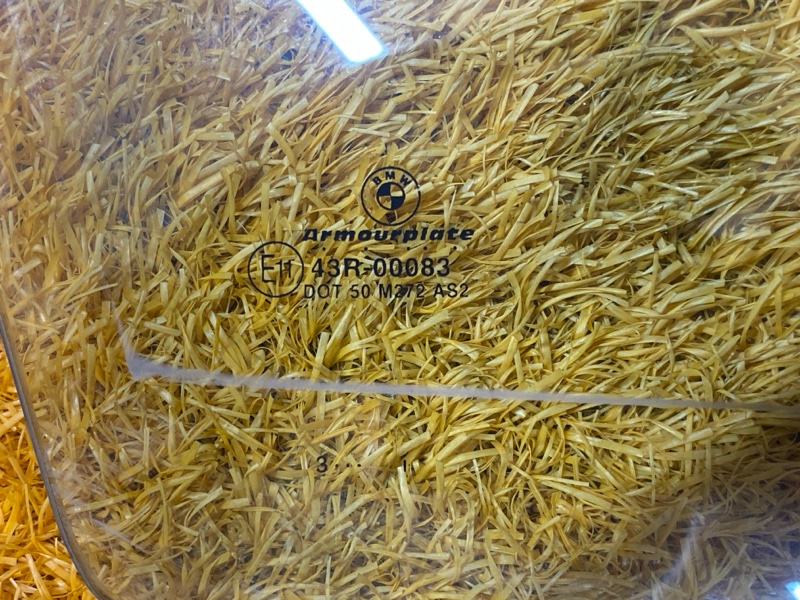 BMW
Armourplate
E11 43R-00083
DOT 50 M372 AS2
3....